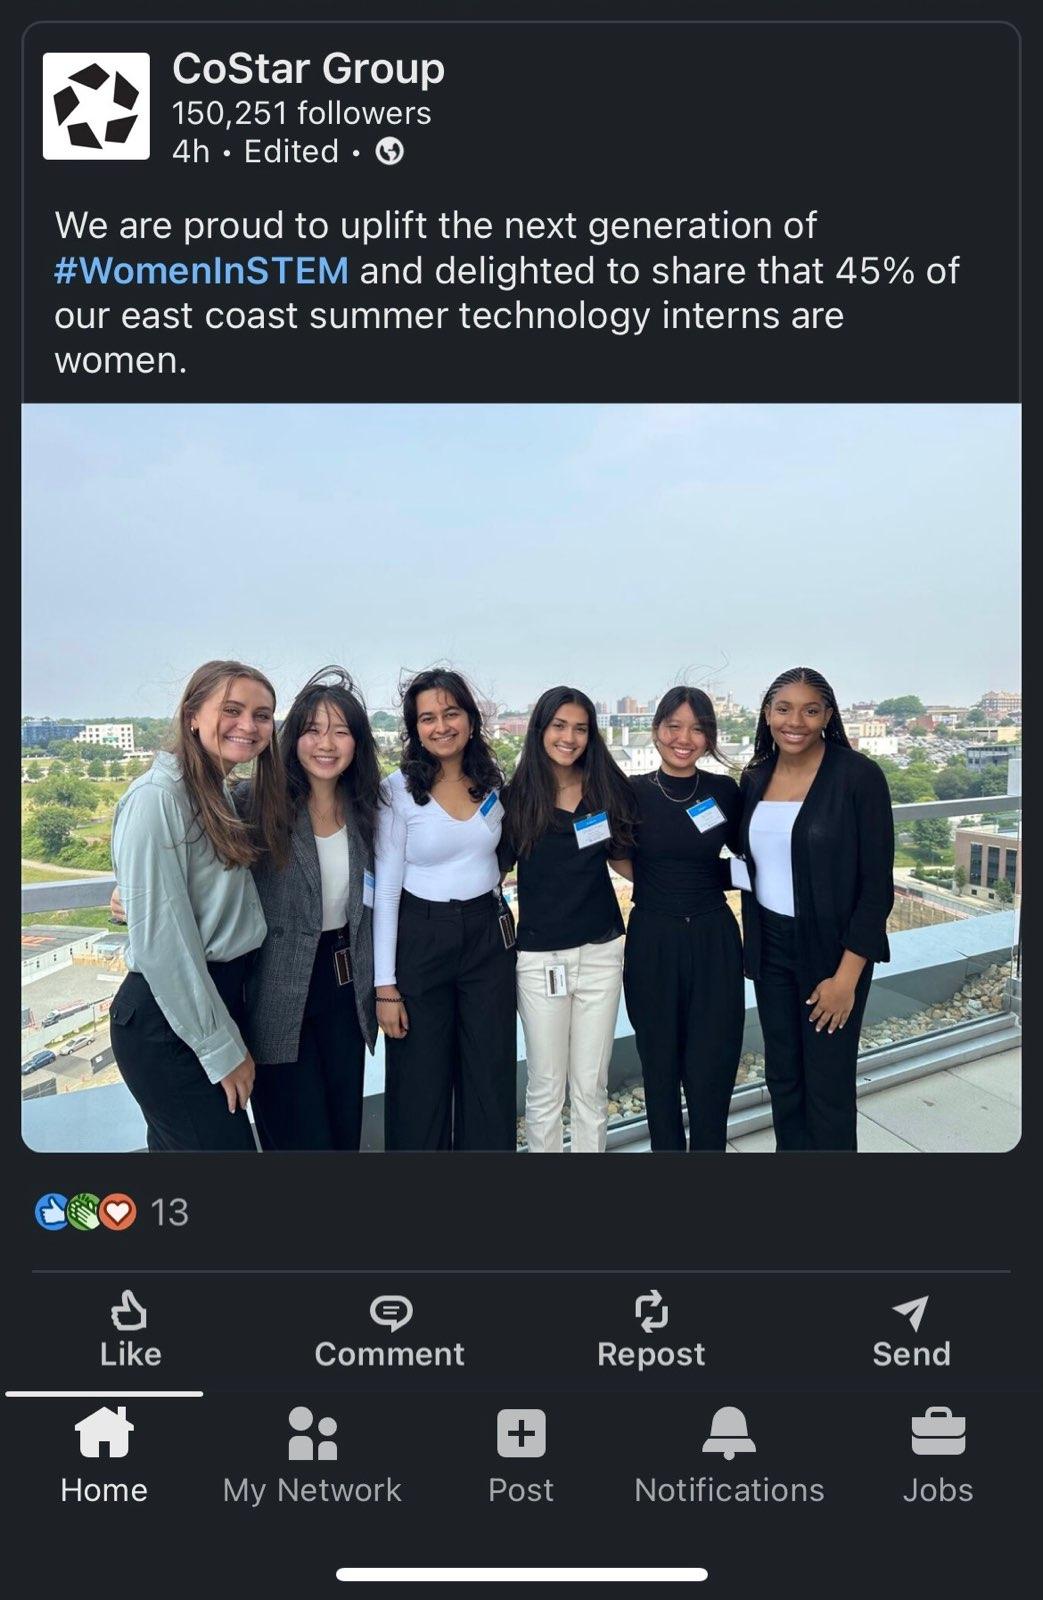 CoStar Group
150,251 followers
4h • Edited •
We are proud to uplift the next generation of
#WomenInSTEM and delighted to share that 45% of
our east coast summer technology interns are
women.
13
Like
Comment
Repost
Send
Home
My Network
Post
Notifications
Jobs